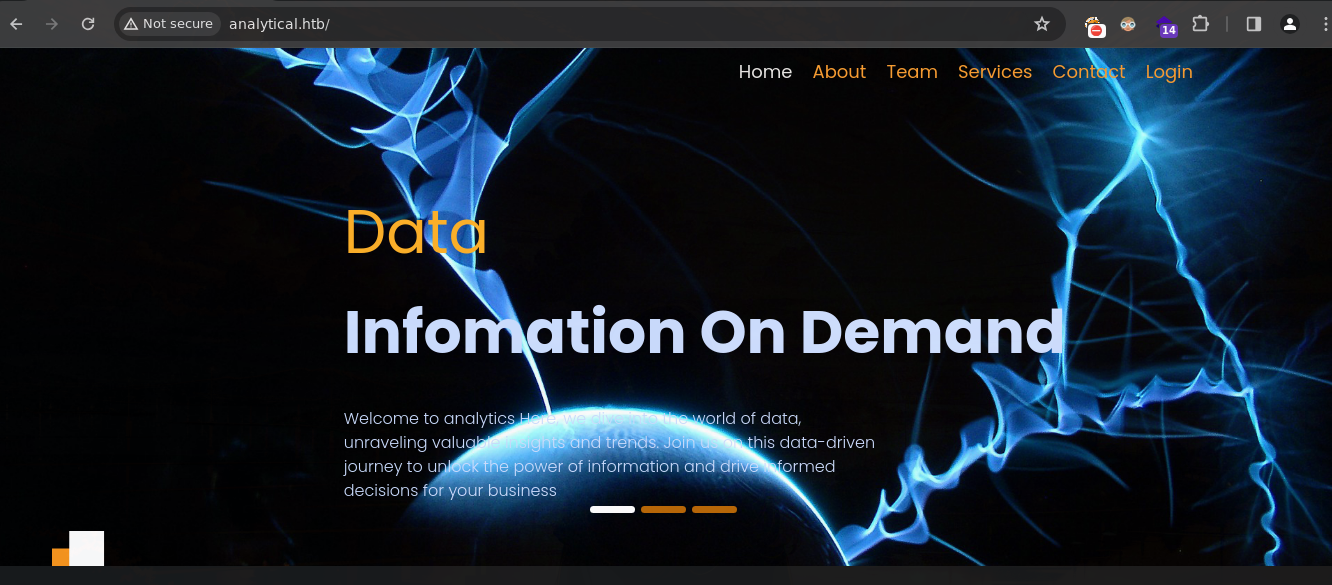 Not secure analytical.htb/ 14
Home About Team Services Contact Login
Data
Infomation On Demand
Welcome to analytics Here, we dive into the world of data,
unraveling valuable insights and trends. Join us on this data-driven
journey to unlock the power of information and drive informed
decisions for your business